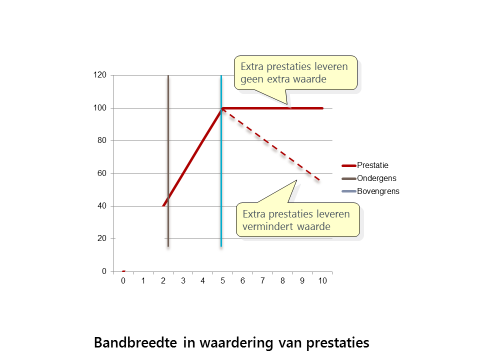 Extra prestaties leveren
geen extra waarde
120
100
80
60
40
20
0
Prestatie
Ondergens
Bovengrens
Extra prestaties leveren
vermindert waarde
0 1 2 3 4 5 6 7 8 9 10
Bandbreedte in waardering van prestaties